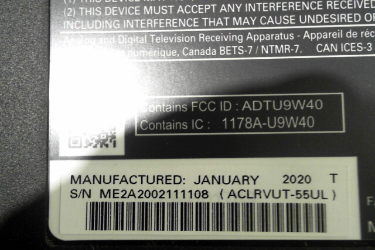 (2) THIS DEVICE MUST ACCEPT ANY INTERFERENCE RECEIVED
INCLUDING INTERFERENCE THAT MAY CAUSE UNDESIRED
Analog and Digital Television Receiving Apparatus - Appareil de
numérique, Canada BETS-7 / NTMR-7. CAN ICES-3
Contains FCC ID : ADTU9W40
Contains IC : 1178A-U9W40
MANUFACTURED: JANUARY 2020 T
S/N ME2A2002111108 (ACLRVUT-55UL)